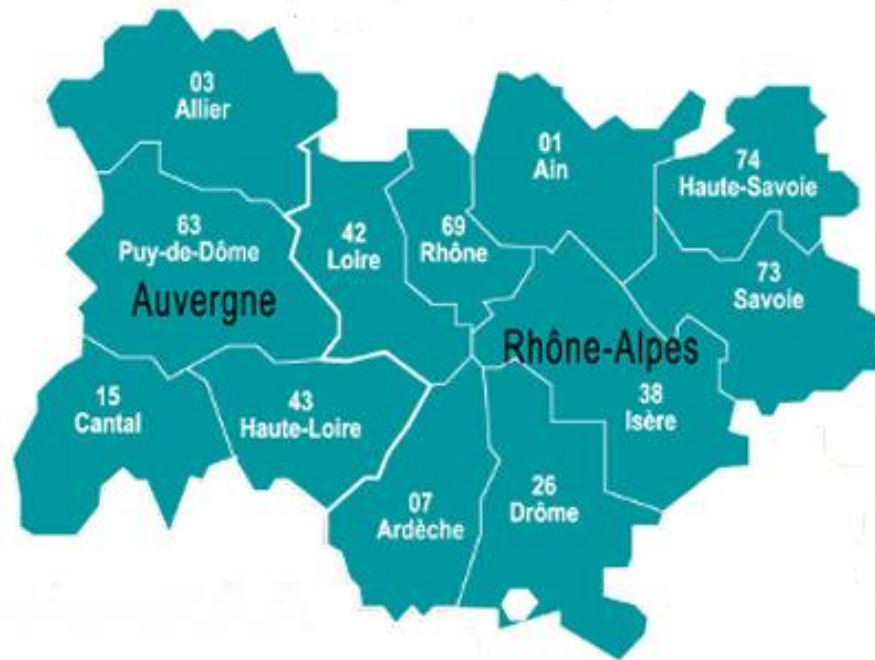 03
Allier
01
Ain
74
Haute-Savoie
63
Puy-de-Dôme
42
Loire
69
Rhône
73
Savoie
Auvergne
Rhône-Alpes
15
Cantal
43
Haute-Loire
38
Isère
07
Ardèche
26
Drôme